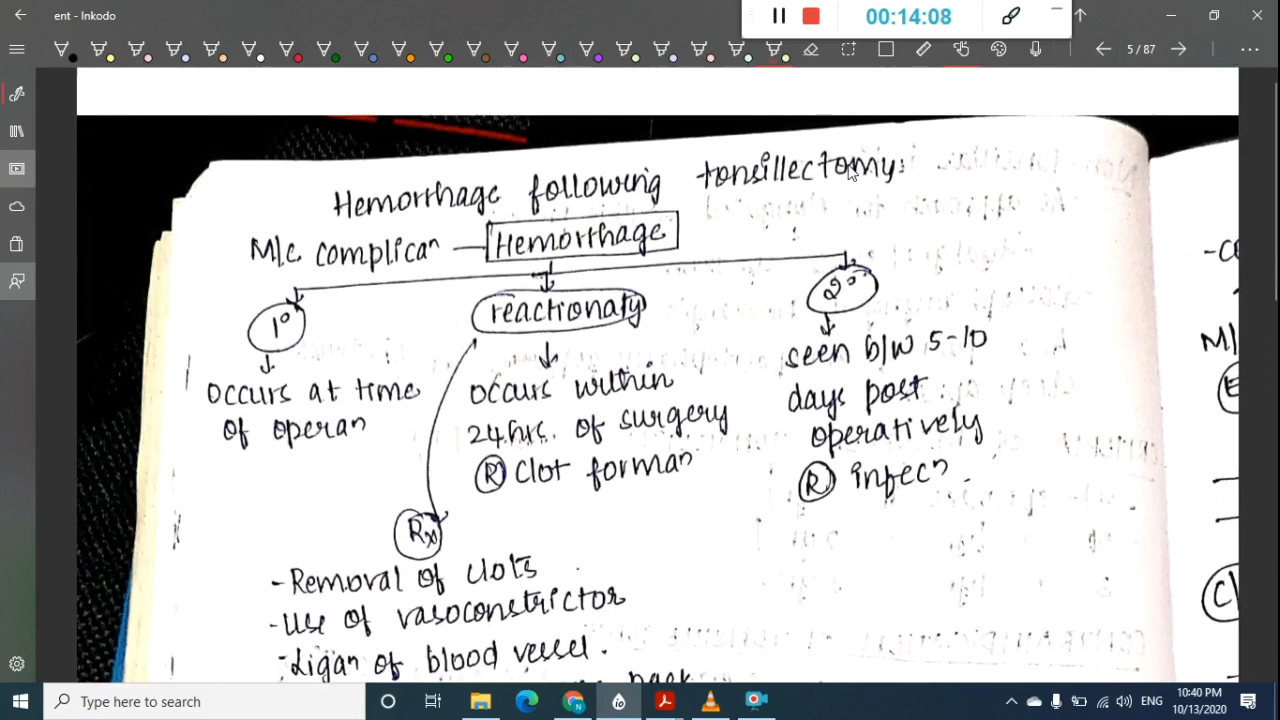 ent - Inkodo
00:14:08
5 / 87
Hemorrhage following tonsillectomy:
M/c complican — Hemorrhage
1° reactionary 2°
occurs at time
of operan
occurs within
24 hrs. of surgery
(R) Clot forman
seen b/w 5-10
days post
operatively
(R) infecn
Rx
- Removal of clots
- Use of vasoconstrictor
- Ligan of blood vessel.
Type here to search
ENG
10:40 PM
10/13/2020